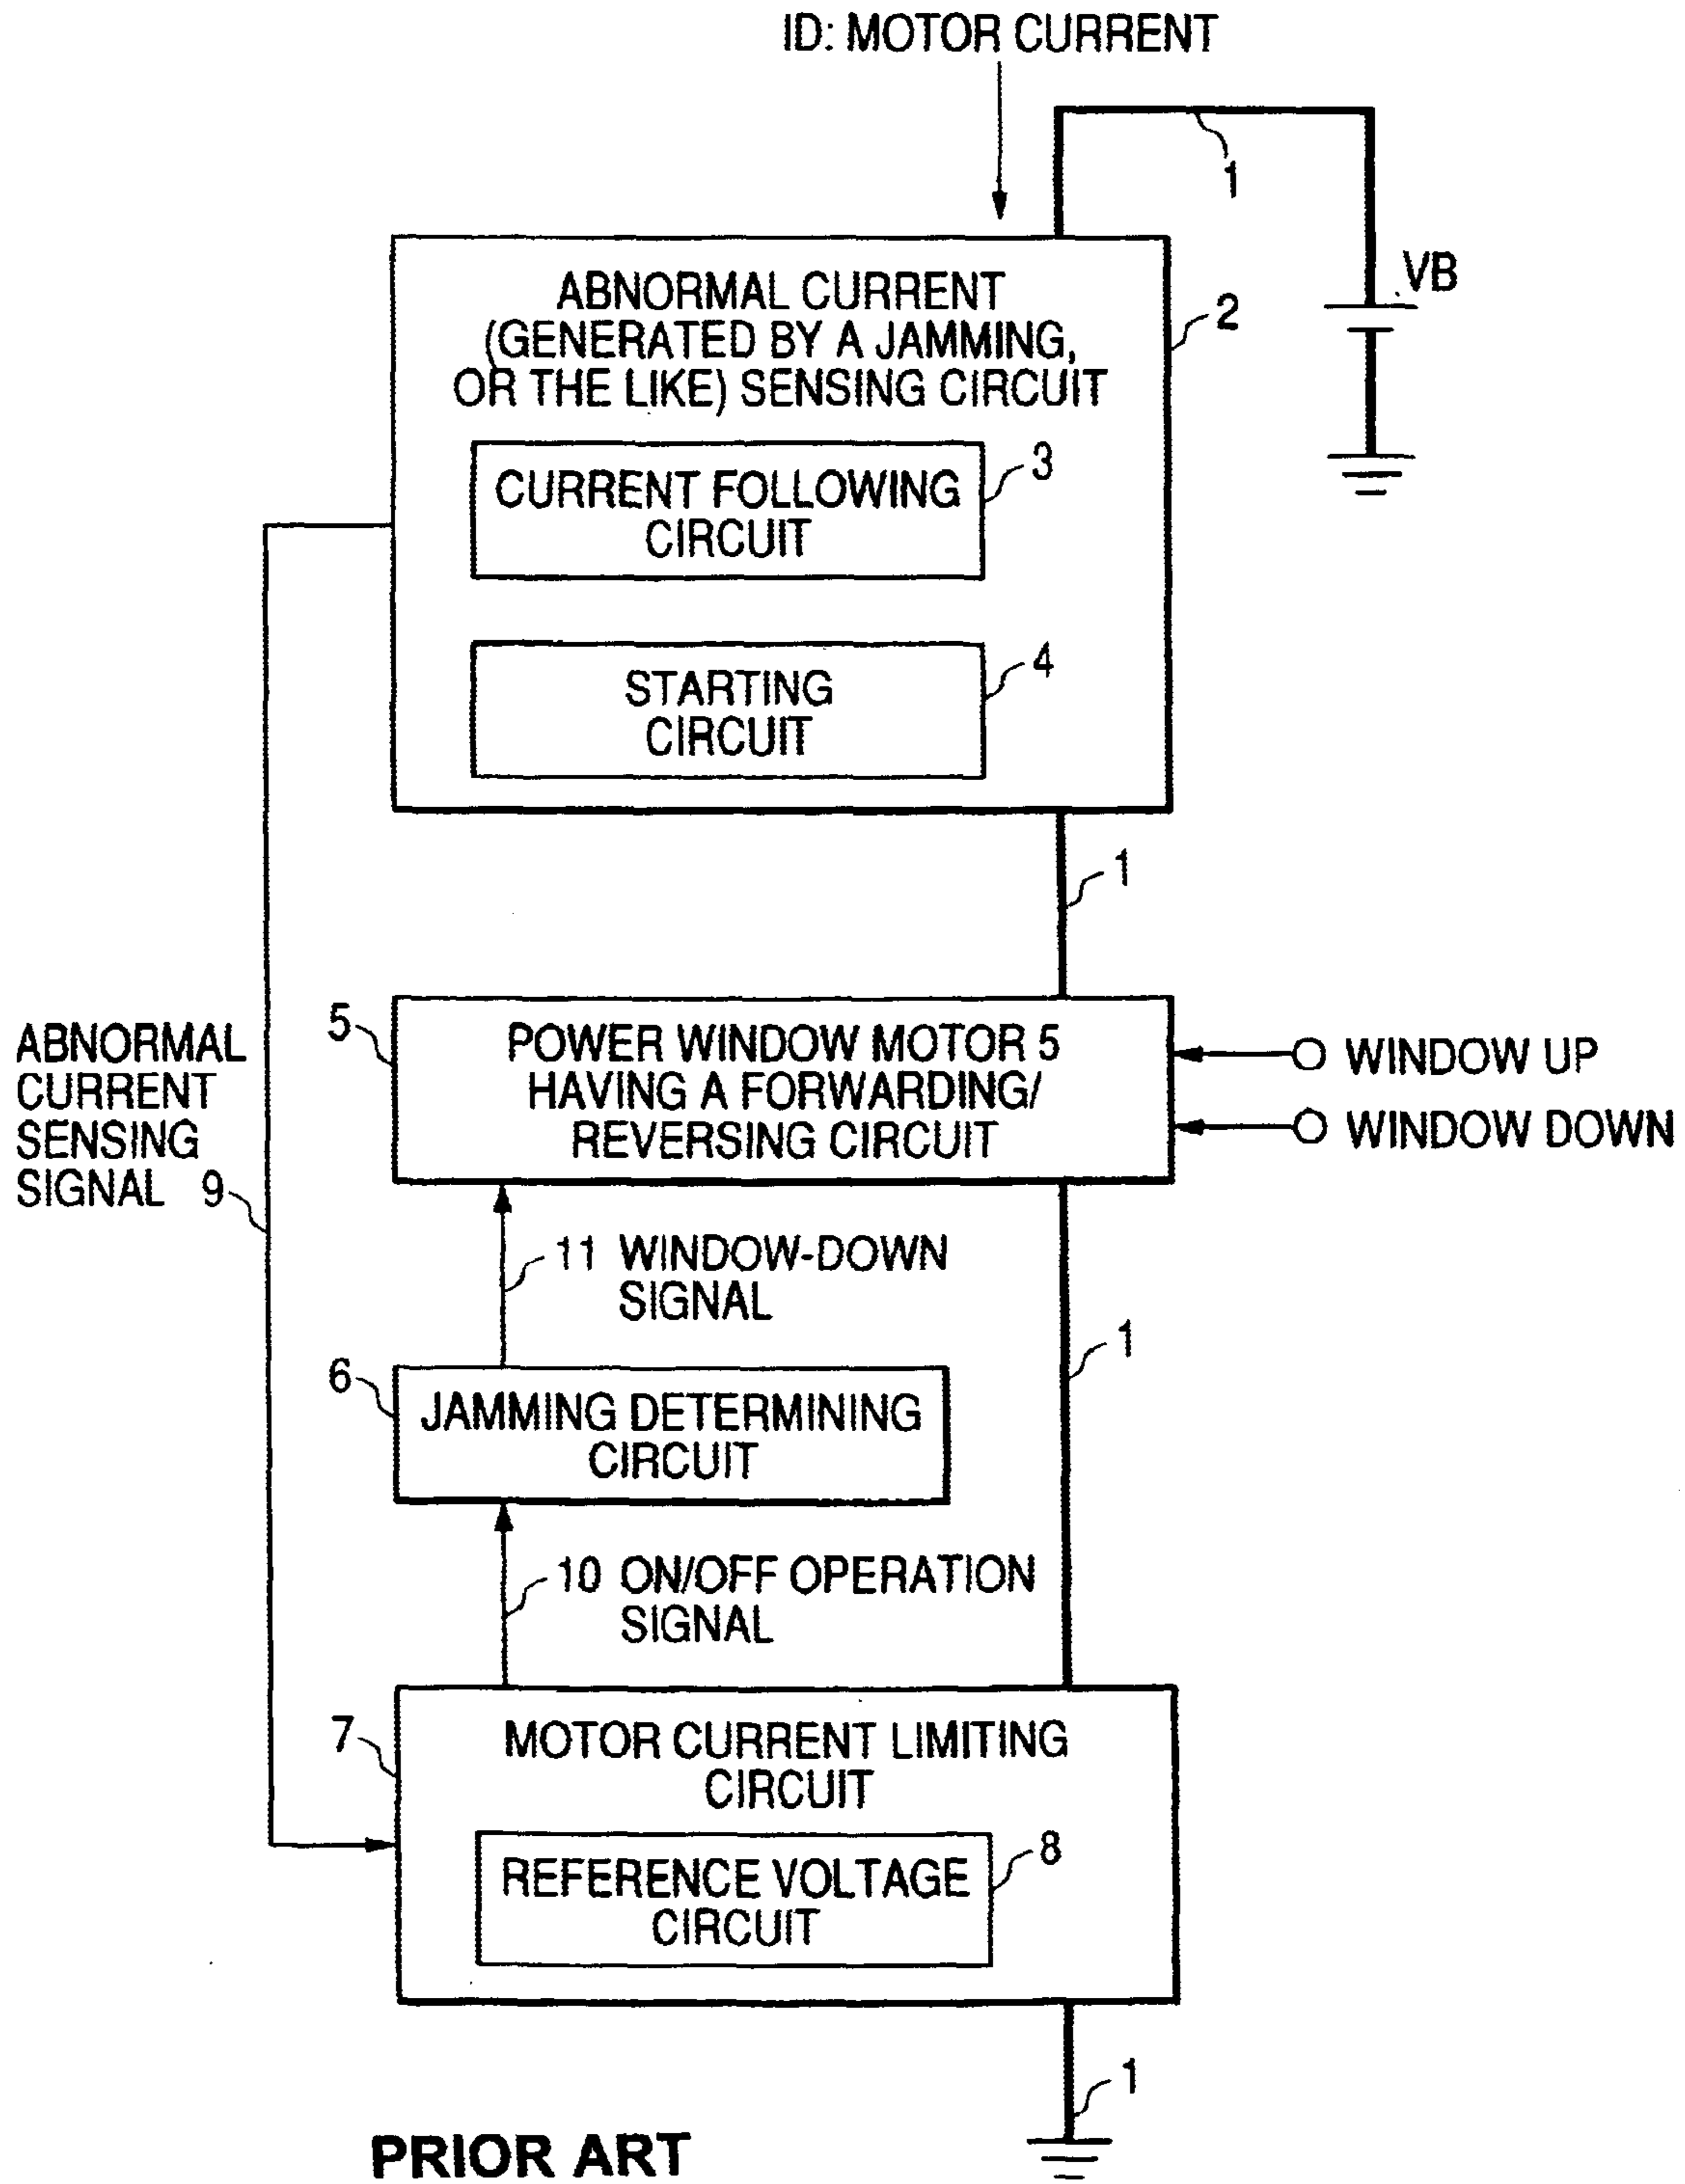 ID: MOTOR CURRENT
1
VB
2
ABNORMAL CURRENT
(GENERATED BY A JAMMING,
OR THE LIKE) SENSING CIRCUIT
3
CURRENT FOLLOWING
CIRCUIT
4
STARTING
CIRCUIT
1
5
POWER WINDOW MOTOR 5
HAVING A FORWARDING/
REVERSING CIRCUIT
WINDOW UP
WINDOW DOWN
ABNORMAL
CURRENT
SENSING
SIGNAL 9
11 WINDOW-DOWN
SIGNAL
1
6
JAMMING DETERMINING
CIRCUIT
10 ON/OFF OPERATION
SIGNAL
7
MOTOR CURRENT LIMITING
CIRCUIT
8
REFERENCE VOLTAGE
CIRCUIT
1
PRIOR ART